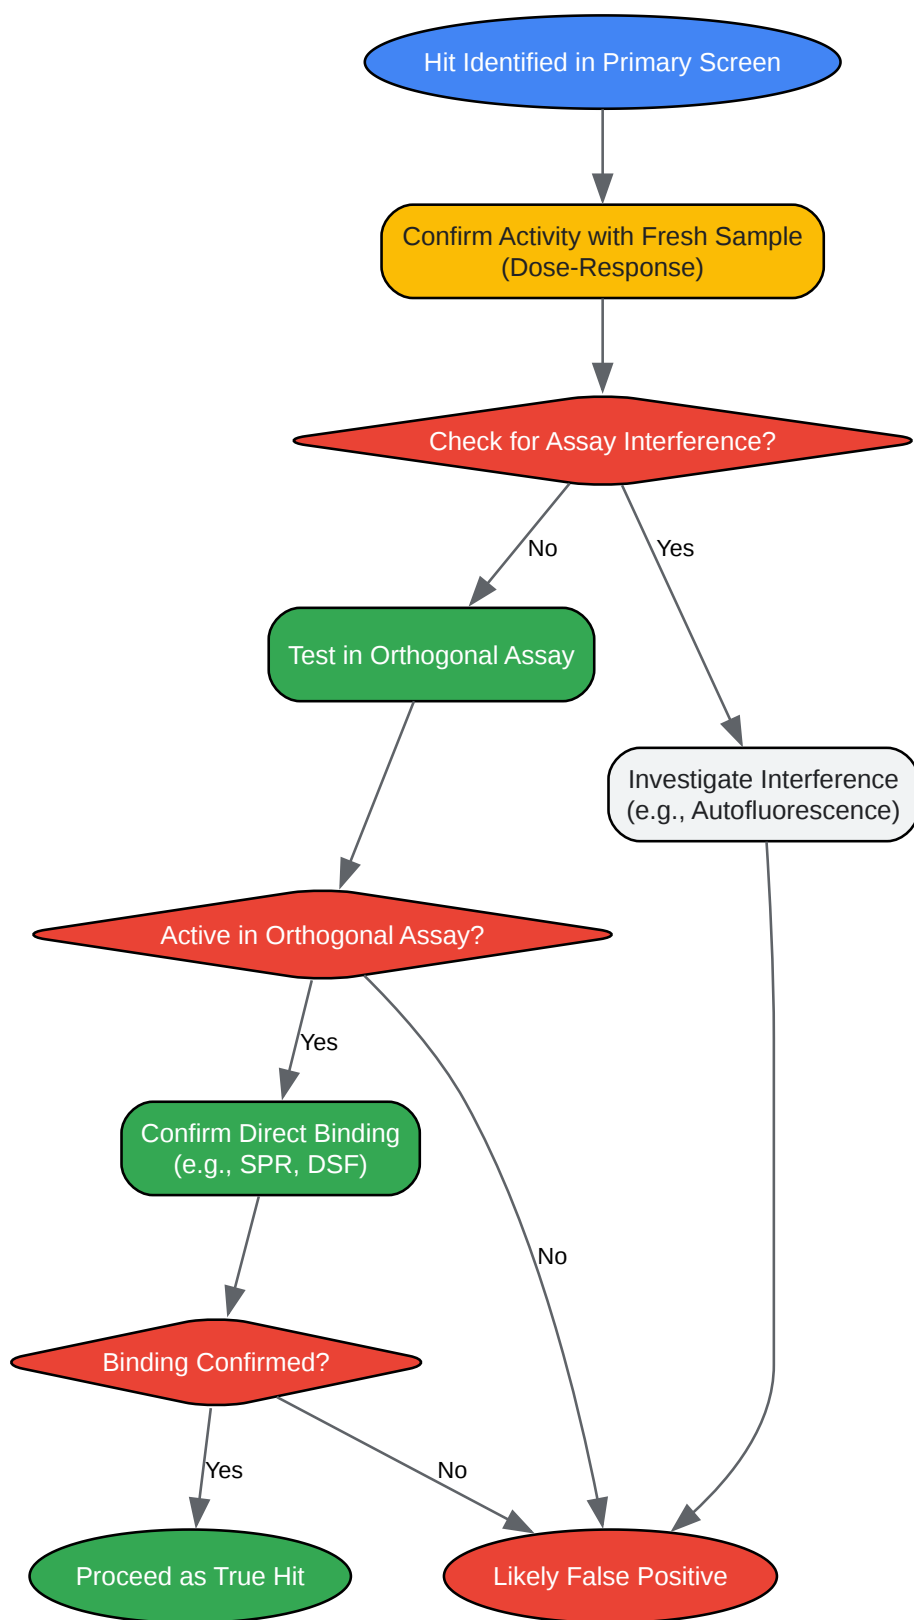 Hit Identified in Primary Screen
Confirm Activity with Fresh Sample
(Dose-Response)
Check for Assay Interference?
No
Yes
Test in Orthogonal Assay
Investigate Interference
(e.g., Autofluorescence)
Active in Orthogonal Assay?
Yes
Confirm Direct Binding
(e.g., SPR, DSF)
No
Binding Confirmed?
Yes
No
Proceed as True Hit
Likely False Positive